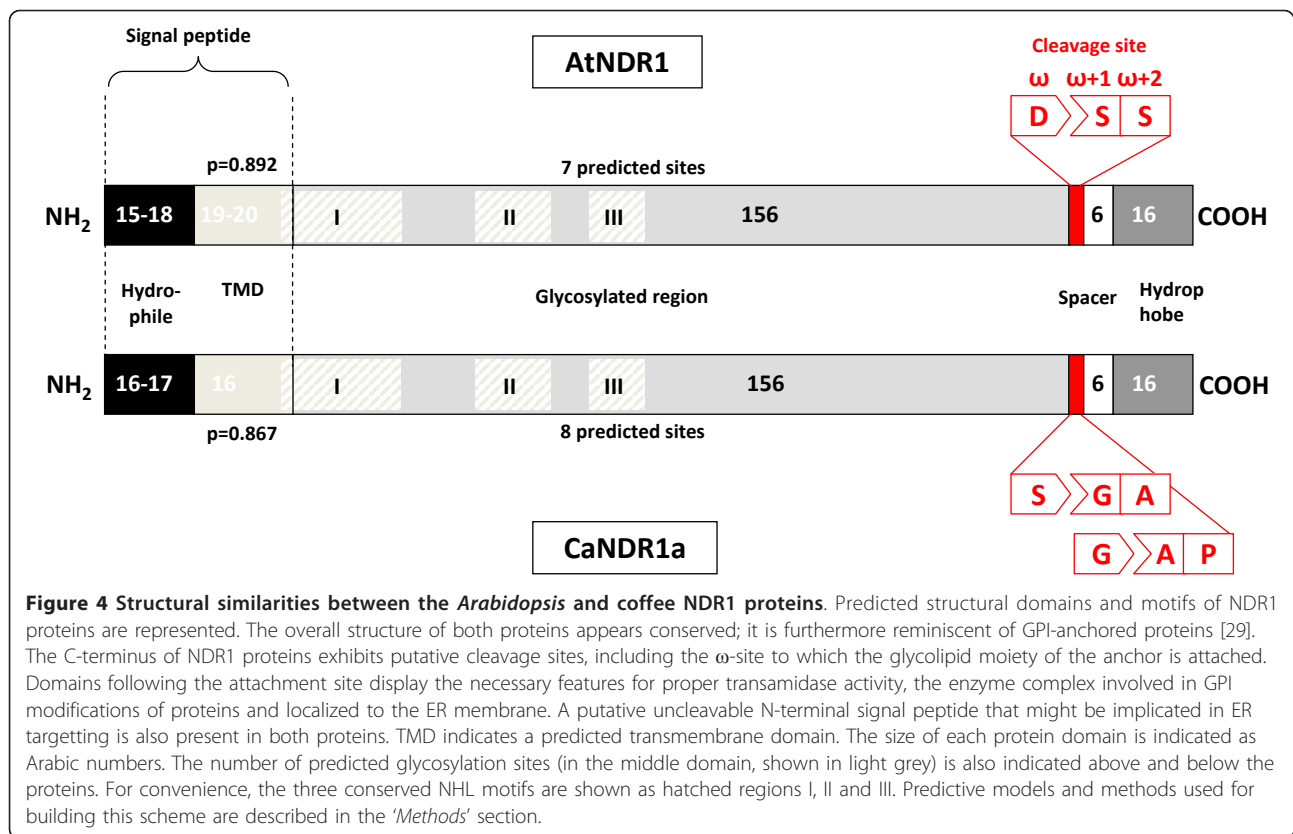 Signal peptide
AtNDR1
Cleavage site
ω ω+1 ω+2
D S S
p=0.892
7 predicted sites
NH2 15-18 19-20 I II III 156 6 16 COOH
Hydro-
phile
TMD
Glycosylated region
Spacer
Hydrop
hobe
NH2 16-17 16 I II III 156 6 16 COOH
p=0.867
8 predicted sites
S G A
CaNDR1a
G A P
Figure 4 Structural similarities between the Arabidopsis and coffee NDR1 proteins. Predicted structural domains and motifs of NDR1
proteins are represented. The overall structure of both proteins appears conserved; it is furthermore reminiscent of GPI-anchored proteins [29].
The C-terminus of NDR1 proteins exhibits putative cleavage sites, including the ω-site to which the glycolipid moiety of the anchor is attached.
Domains following the attachment site display the necessary features for proper transamidase activity, the enzyme complex involved in GPI
modifications of proteins and localized to the ER membrane. A putative uncleavable N-terminal signal peptide that might be implicated in ER
targetting is also present in both proteins. TMD indicates a predicted transmembrane domain. The size of each protein domain is indicated as
Arabic numbers. The number of predicted glycosylation sites (in the middle domain, shown in light grey) is also indicated above and below the
proteins. For convenience, the three conserved NHL motifs are shown as hatched regions I, II and III. Predictive models and methods used for
building this scheme are described in the 'Methods' section.